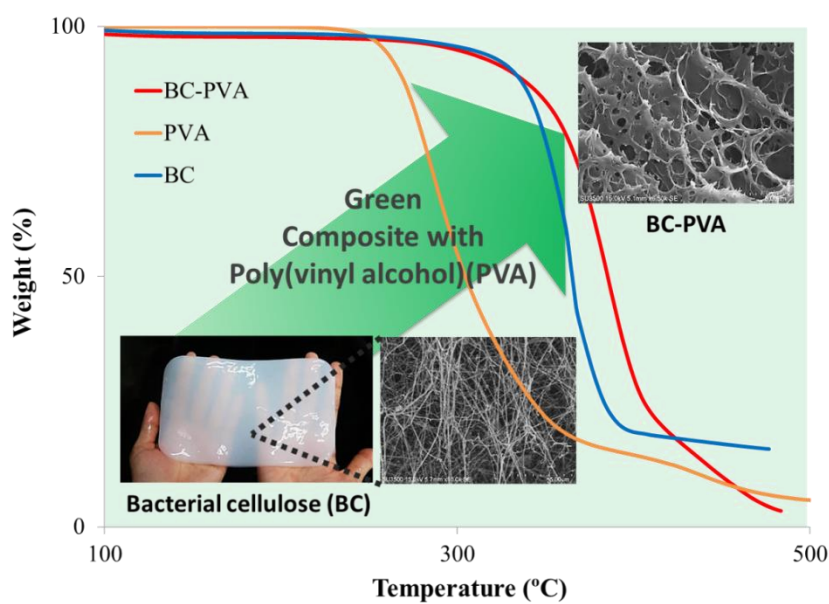 100
50
0
Weight (%)
BC-PVA
PVA
BC
Green
Composite with
Poly(vinyl alcohol)(PVA)
BC-PVA
Bacterial cellulose (BC)
100
300
500
Temperature (ºC)